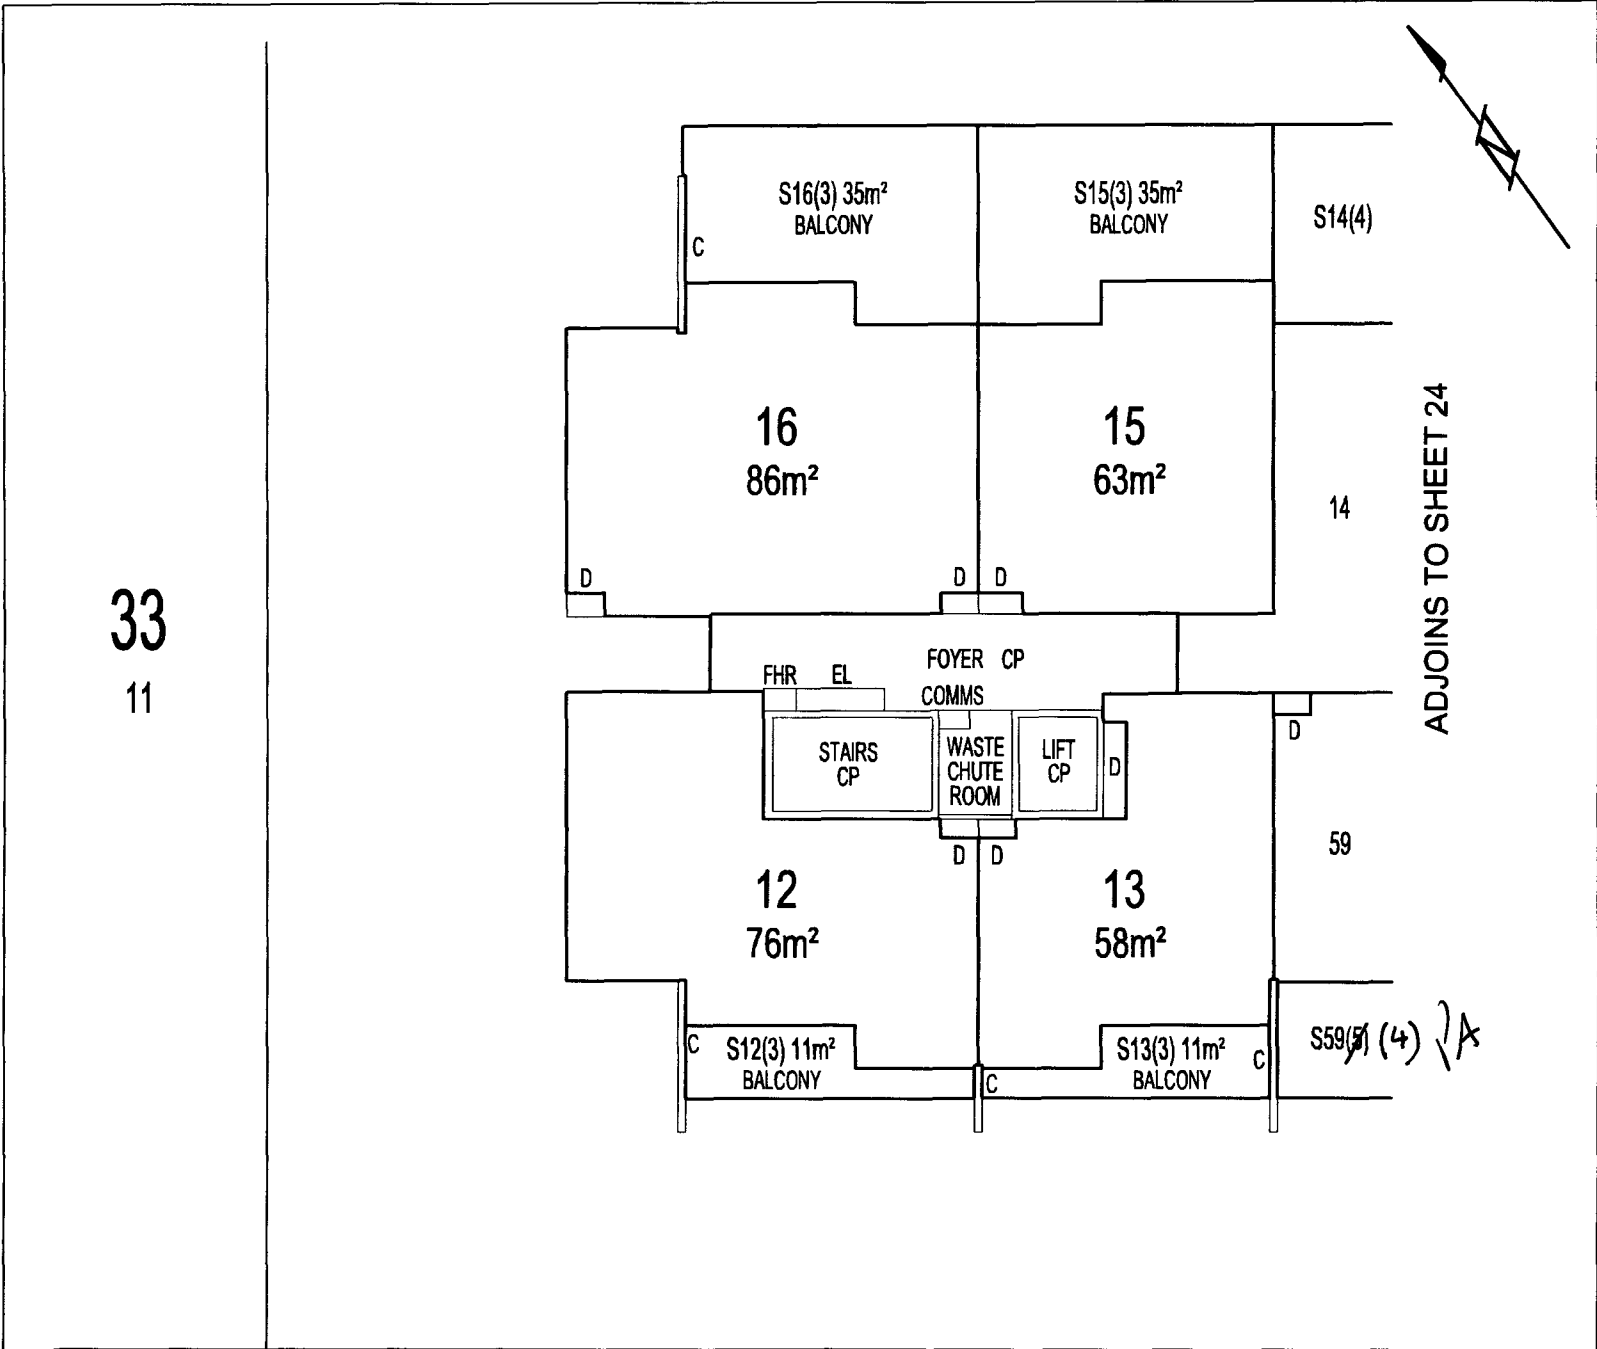 S16(3) 35m²
BALCONY
S15(3) 35m²
BALCONY
S14(4)
C
16
86m²
15
63m²
14
ADJOINS TO SHEET 24
D
D
D
33
11
FOYER CP
FHR
EL
COMMS
STAIRS
CP
WASTE
CHUTE
ROOM
LIFT
CP
D
D
D
D
12
76m²
13
58m²
59
C
S12(3) 11m²
BALCONY
C
S13(3) 11m²
BALCONY
C
S59(5) (4) A
N